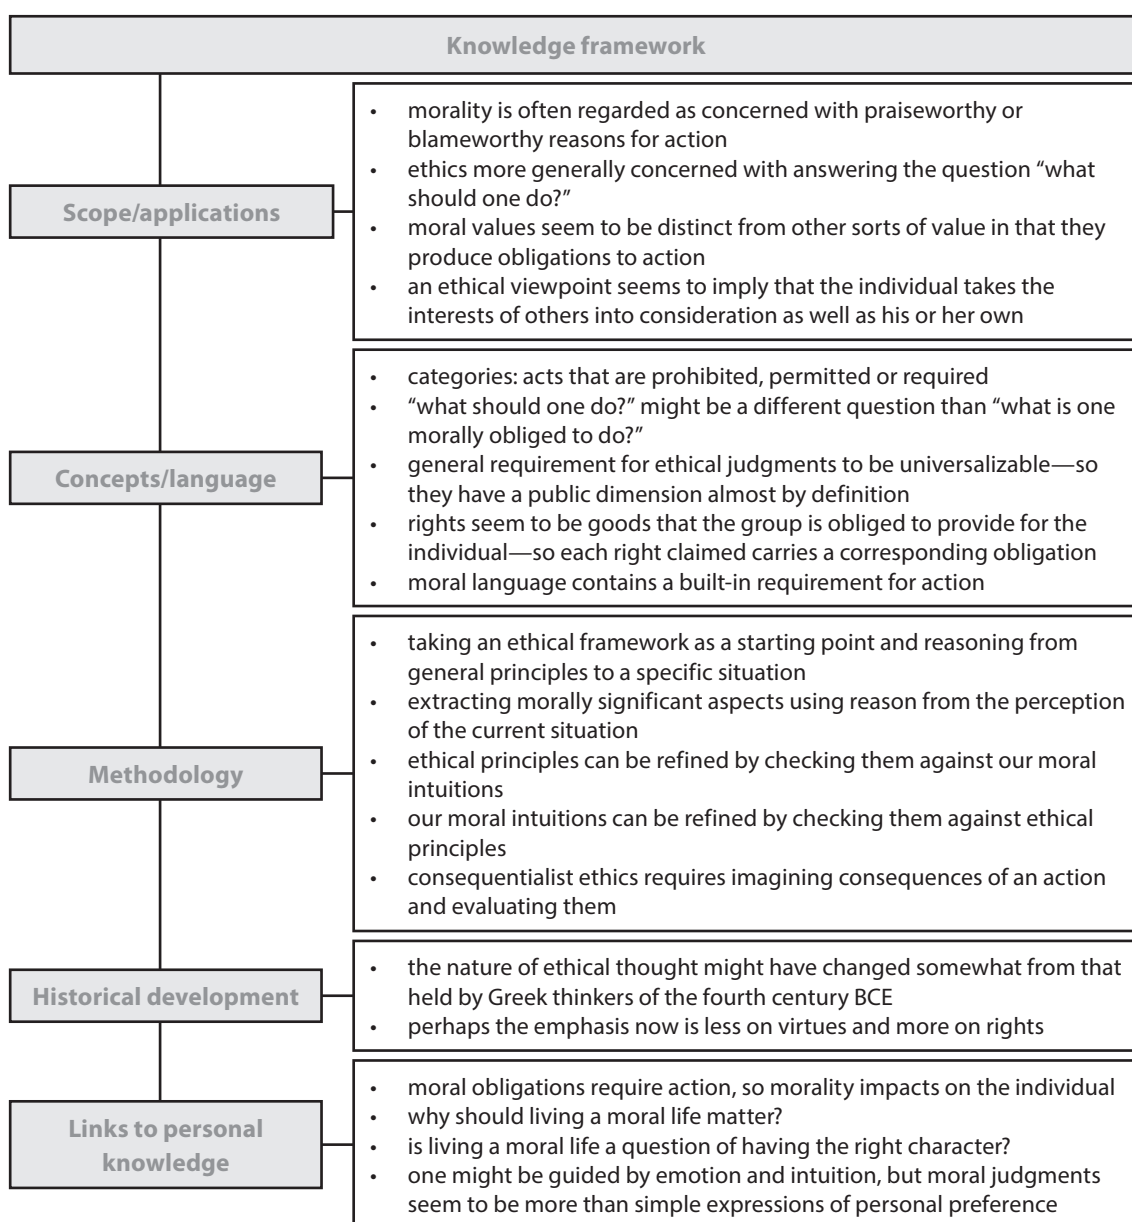 Knowledge framework
Scope/applications
• morality is often regarded as concerned with praiseworthy or
blameworthy reasons for action
• ethics more generally concerned with answering the question “what
should one do?”
• moral values seem to be distinct from other sorts of value in that they
produce obligations to action
• an ethical viewpoint seems to imply that the individual takes the
interests of others into consideration as well as his or her own
Concepts/language
• categories: acts that are prohibited, permitted or required
• “what should one do?” might be a different question than “what is one
morally obliged to do?”
• general requirement for ethical judgments to be universalizable—so
they have a public dimension almost by definition
• rights seem to be goods that the group is obliged to provide for the
individual—so each right claimed carries a corresponding obligation
• moral language contains a built-in requirement for action
Methodology
• taking an ethical framework as a starting point and reasoning from
general principles to a specific situation
• extracting morally significant aspects using reason from the perception
of the current situation
• ethical principles can be refined by checking them against our moral
intuitions
• our moral intuitions can be refined by checking them against ethical
principles
• consequentialist ethics requires imagining consequences of an action
and evaluating them
Historical development
• the nature of ethical thought might have changed somewhat from that
held by Greek thinkers of the fourth century BCE
• perhaps the emphasis now is less on virtues and more on rights
Links to personal
knowledge
• moral obligations require action, so morality impacts on the individual
• why should living a moral life matter?
• is living a moral life a question of having the right character?
• one might be guided by emotion and intuition, but moral judgments
seem to be more than simple expressions of personal preference